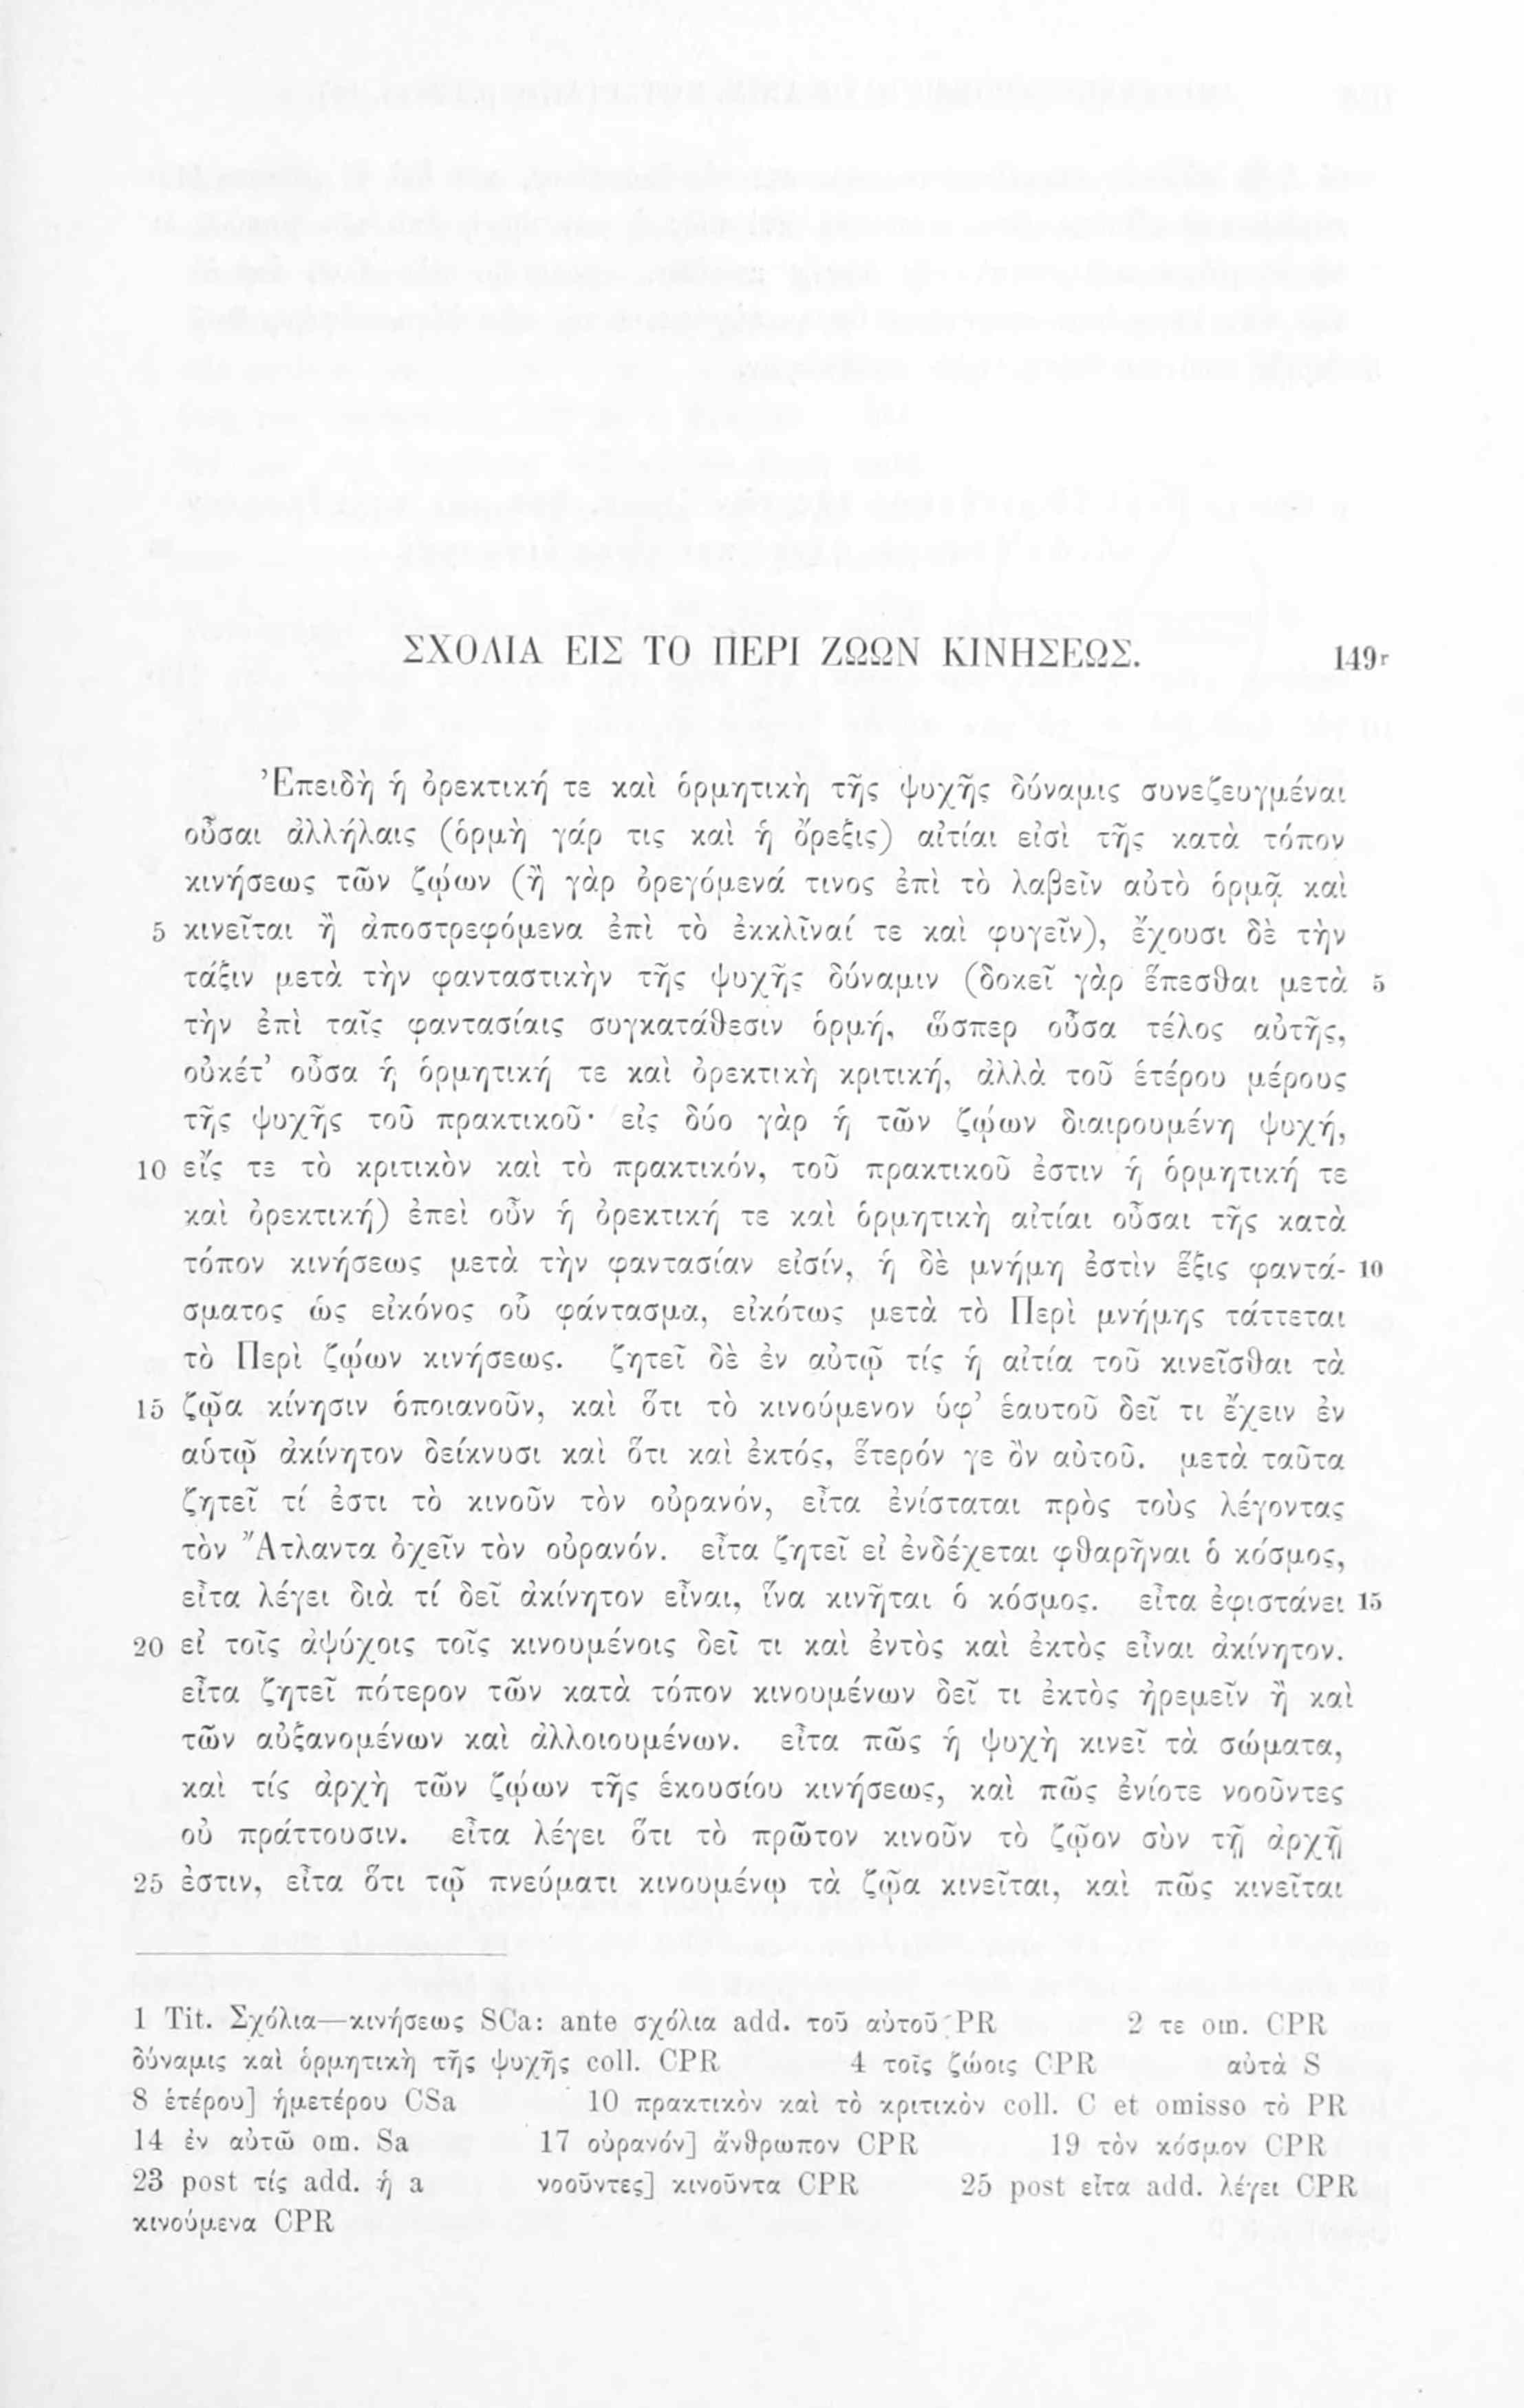 ΣΧΟΛΙΑ ΕΙΣ ΤΟ ΠΕΡΙ ΖΩΩΝ ΚΙΝΗΣΕΩΣ. 149r
Ἐπειδὴ ἡ ὀρεκτική τε καὶ ὁρμητικὴ τῆς ψυχῆς δύναμις συνεζευγμέναι
οὖσαι ἀλλήλαις (ὁρμὴ γάρ τις καὶ ἡ ὄρεξις) αἰτίαι εἰσὶ τῆς κατὰ τόπον
κινήσεως τῶν ζῴων (ἢ γὰρ ὀρεγόμενά τινος ἐπὶ τὸ λαβεῖν αὐτὸ ὁρμᾷ καὶ
5 κινεῖται ἢ ἀποστρεφόμενα ἐπὶ τὸ ἐκκλῖναί τε καὶ φυγεῖν), ἔχουσι δὲ τὴν
τάξιν μετὰ τὴν φανταστικὴν τῆς ψυχῆς δύναμιν (δοκεῖ γὰρ ἕπεσθαι μετὰ 5
τὴν ἐπὶ ταῖς φαντασίαις συγκατάθεσιν ὁρμή, ὥσπερ οὖσα τέλος αὐτῆς,
οὐκέτ’ οὖσα ἡ ὁρμητική τε καὶ ὀρεκτικὴ κριτική, ἀλλὰ τοῦ ἑτέρου μέρους
τῆς ψυχῆς τοῦ πρακτικοῦ· εἰς δύο γὰρ ἡ τῶν ζῴων διαιρουμένη ψυχή,
10 εἴς τε τὸ κριτικὸν καὶ τὸ πρακτικόν, τοῦ πρακτικοῦ ἐστιν ἡ ὁρμητική τε
καὶ ὀρεκτική) ἐπεὶ οὖν ἡ ὀρεκτική τε καὶ ὁρμητικὴ αἰτίαι οὖσαι τῆς κατὰ
τόπον κινήσεως μετὰ τὴν φαντασίαν εἰσίν, ἡ δὲ μνήμη ἐστὶν ἕξις φαντά- 10
σματος ὡς εἰκόνος οὗ φάντασμα, εἰκότως μετὰ τὸ Περὶ μνήμης τάττεται
τὸ Περὶ ζῴων κινήσεως. ζητεῖ δὲ ἐν αὐτῷ τίς ἡ αἰτία τοῦ κινεῖσθαι τὰ
15 ζῷα κίνησιν ὁποιανοῦν, καὶ ὅτι τὸ κινούμενον ὑφ’ ἑαυτοῦ δεῖ τι ἔχειν ἐν
αὑτῷ ἀκίνητον δείκνυσι καὶ ὅτι καὶ ἐκτός, ἕτερόν γε ὂν αὐτοῦ. μετὰ ταῦτα
ζητεῖ τί ἐστι τὸ κινοῦν τὸν οὐρανόν, εἶτα ἐνίσταται πρὸς τοὺς λέγοντας
τὸν Ἄτλαντα ὀχεῖν τὸν οὐρανόν. εἶτα ζητεῖ εἰ ἐνδέχεται φθαρῆναι ὁ κόσμος,
εἶτα λέγει διὰ τί δεῖ ἀκίνητον εἶναι, ἵνα κινῆται ὁ κόσμος. εἶτα ἐφιστάνει 15
20 εἰ τοῖς ἀψύχοις τοῖς κινουμένοις δεῖ τι καὶ ἐντὸς καὶ ἐκτὸς εἶναι ἀκίνητον.
εἶτα ζητεῖ πότερον τῶν κατὰ τόπον κινουμένων δεῖ τι ἐκτὸς ἠρεμεῖν ἢ καὶ
τῶν αὐξανομένων καὶ ἀλλοιουμένων. εἶτα πῶς ἡ ψυχὴ κινεῖ τὰ σώματα,
καὶ τίς ἀρχὴ τῶν ζῴων τῆς ἑκουσίου κινήσεως, καὶ πῶς ἐνίοτε νοοῦντες
οὐ πράττουσιν. εἶτα λέγει ὅτι τὸ πρῶτον κινοῦν τὸ ζῷον σὺν τῇ ἀρχῇ
25 ἐστιν, εἶτα ὅτι τῷ πνεύματι κινουμένῳ τὰ ζῷα κινεῖται, καὶ πῶς κινεῖται
1 Tit. Σχόλια—κινήσεως SCa: ante σχόλια add. τοῦ αὐτοῦ PR 2 τε om. CPR
δύναμις καὶ ὁρμητικὴ τῆς ψυχῆς coll. CPR 4 τοῖς ζώοις CPR αὐτὰ S
8 ἑτέρου] ἡμετέρου CSa 10 πρακτικὸν καὶ τὸ κριτικὸν coll. C et omisso τὸ PR
14 ἐν αὐτῶ om. Sa 17 οὐρανόν] ἄνθρωπον CPR 19 τὸν κόσμον CPR
23 post τίς add. ἡ a νοοῦντες] κινοῦντα CPR 25 post εἶτα add. λέγει CPR
κινούμενα CPR